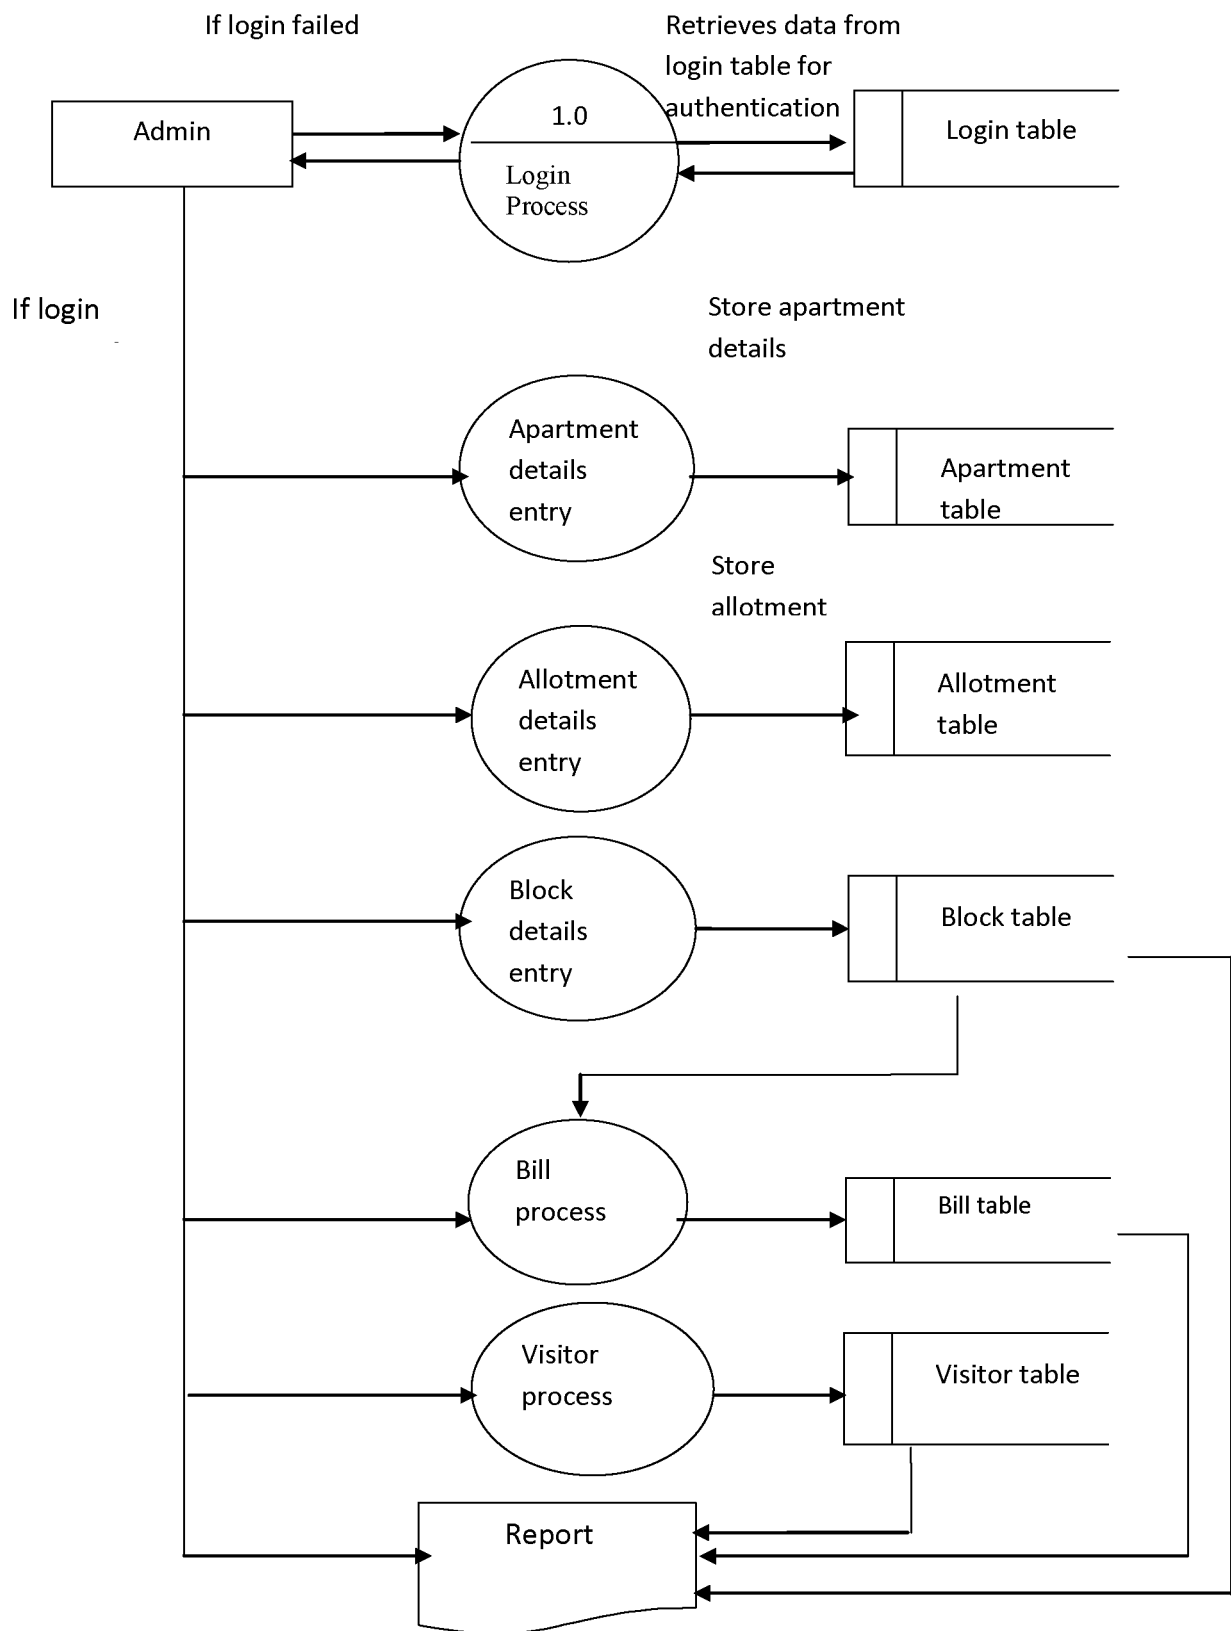 If login failed
Retrieves data from
login table for
authentication
Admin
1.0
Login
Process
Login table
If login
Store apartment
details
Apartment
details
entry
Apartment
table
Store
allotment
Allotment
details
entry
Allotment
table
Block
details
entry
Block table
Bill
process
Bill table
Visitor
process
Visitor table
Report